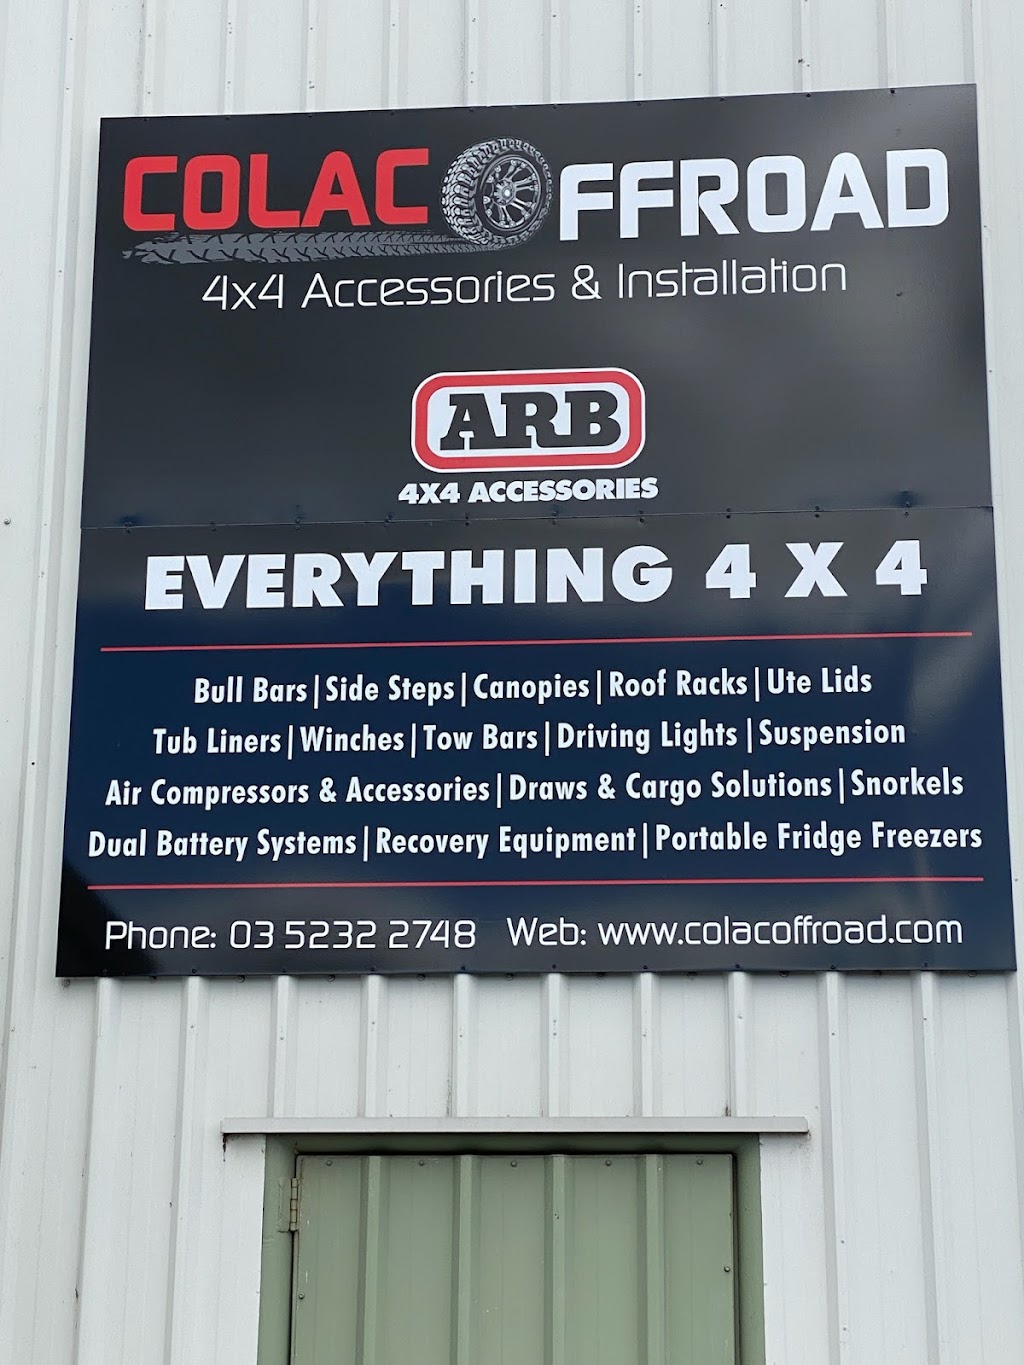 COLAC OFFROAD
4x4 Accessories & Installation
ARB
4X4 ACCESSORIES
EVERYTHING 4 X 4
Bull Bars|Side Steps|Canopies|Roof Racks|Ute Lids
Tub Liners|Winches|Tow Bars|Driving Lights |Suspension
Air Compressors & Accessories|Draws & Cargo Solutions|Snorkels
Dual Battery Systems|Recovery Equipment|Portable Fridge Freezers
Phone: 03 5232 2748 Web: www.colacoffroad.com